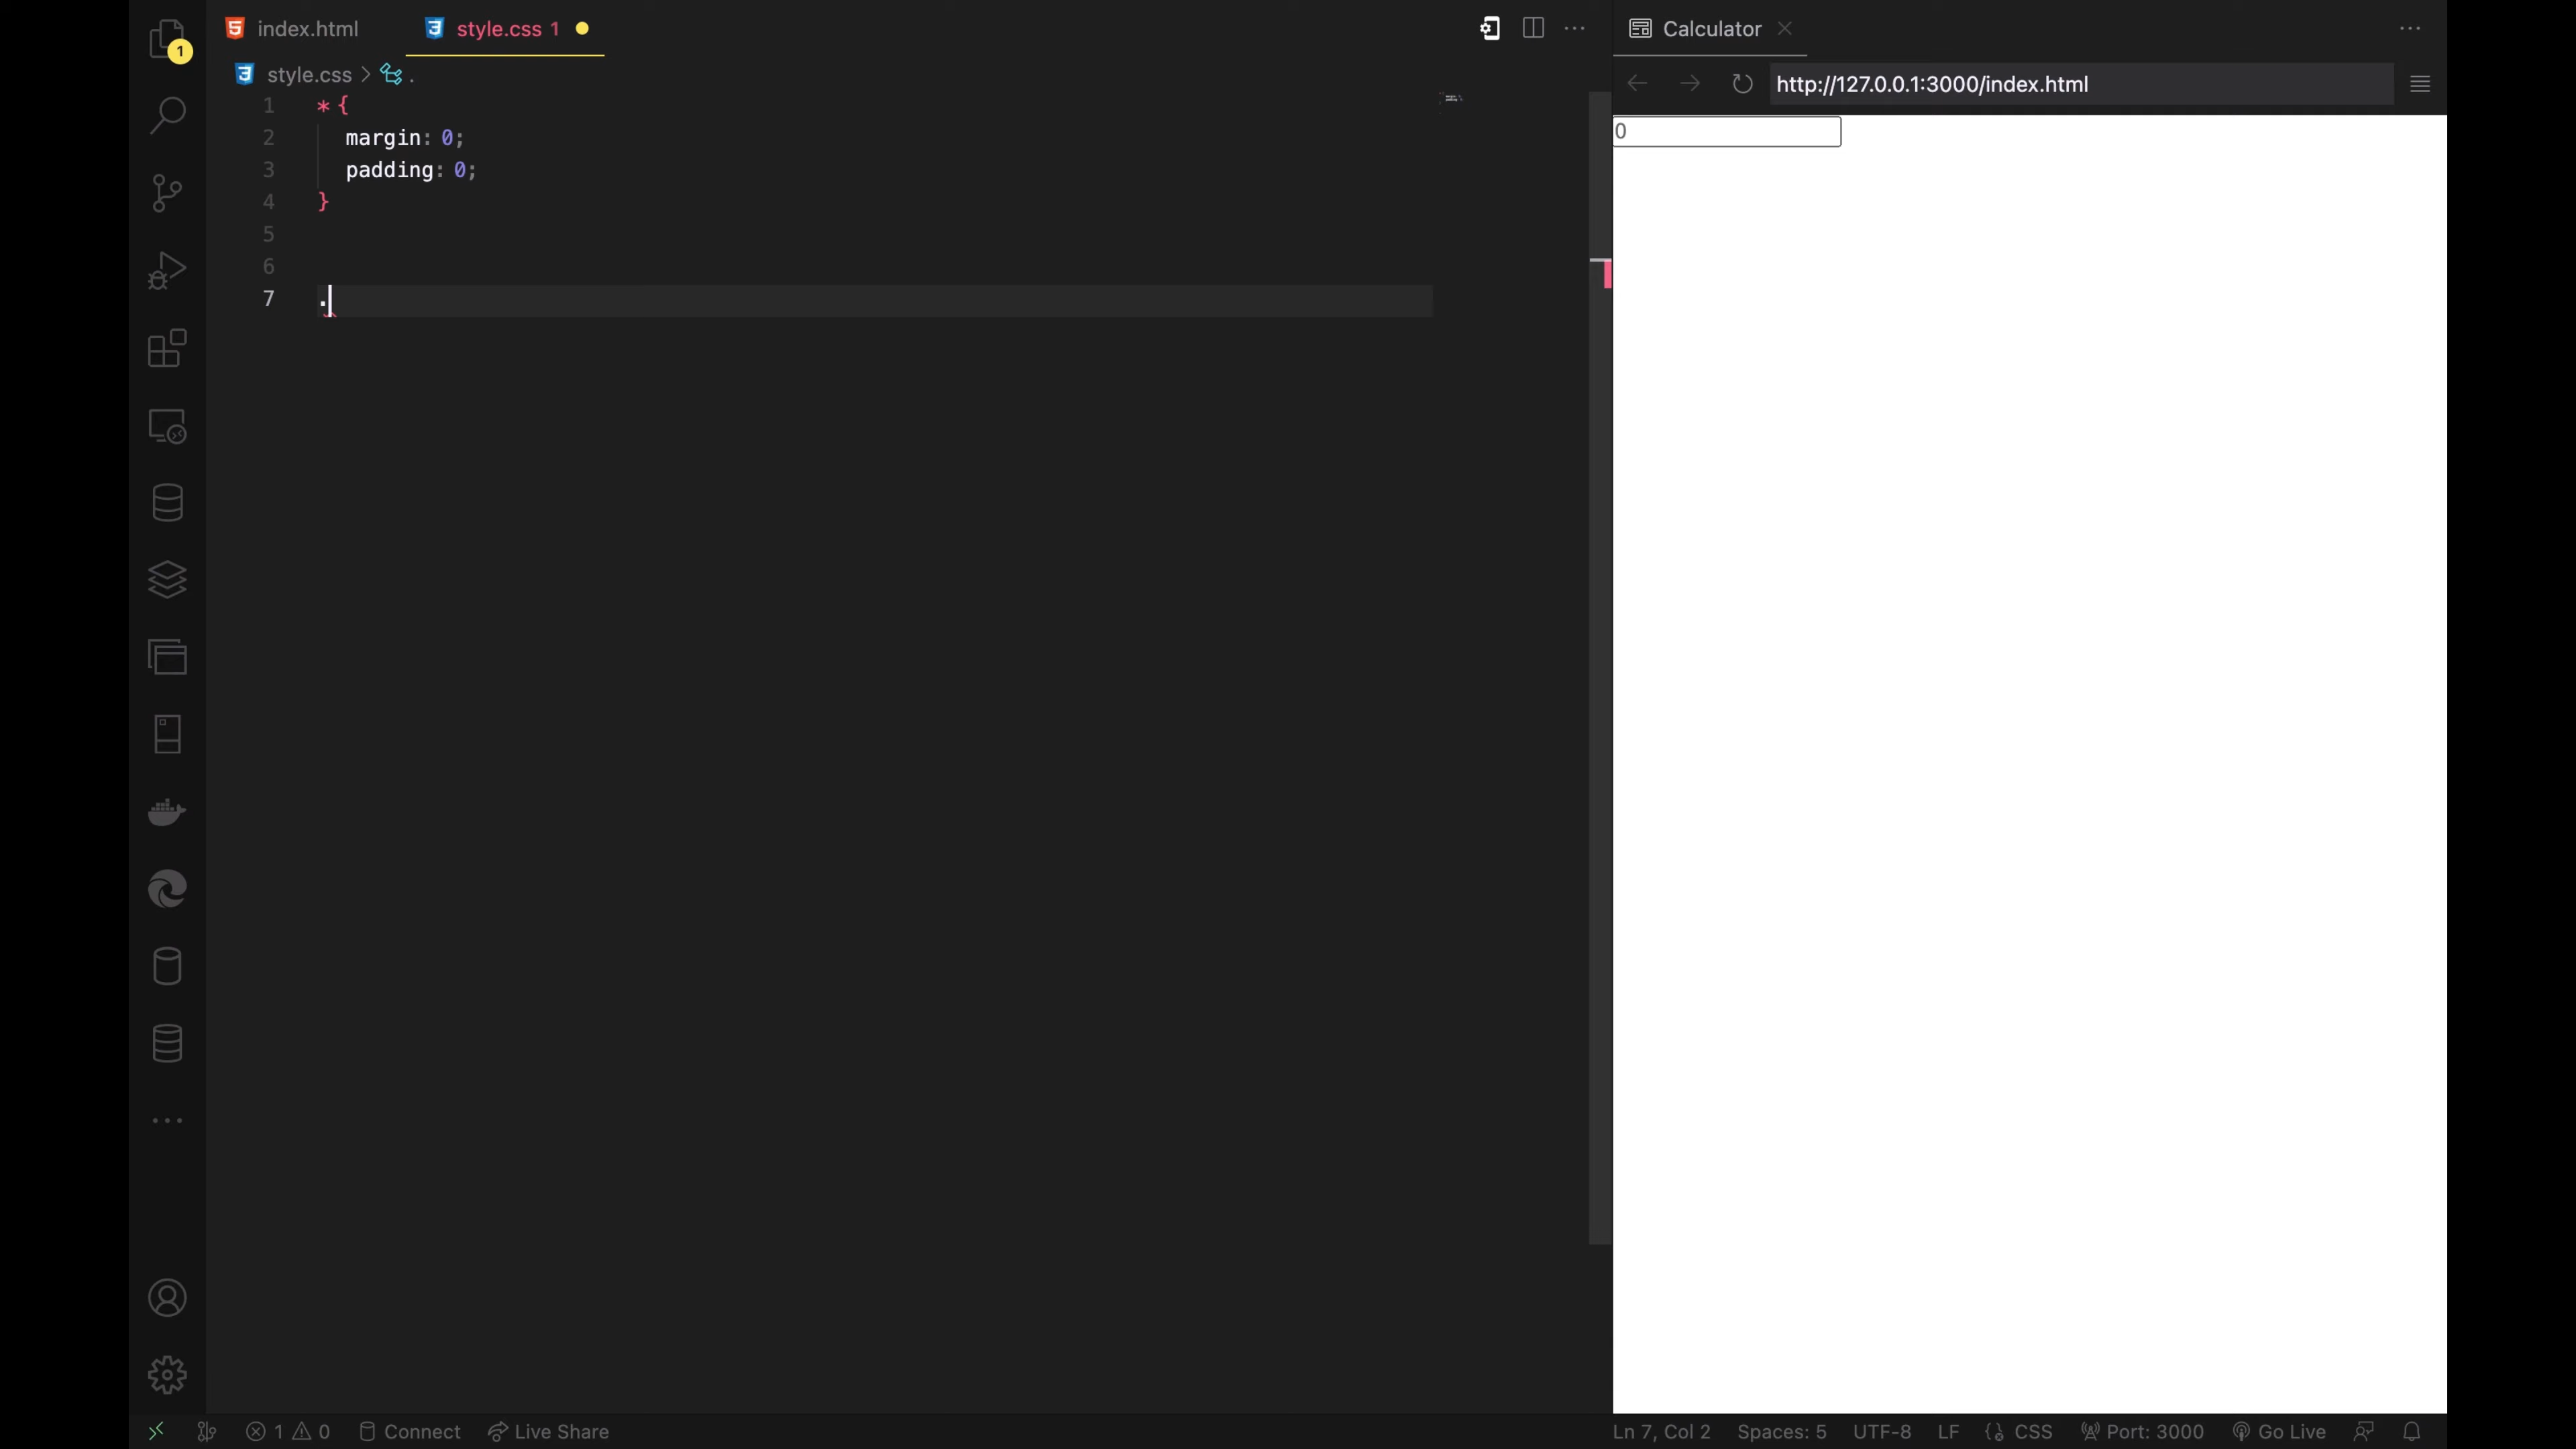 1
index.html
style.css 1
Calculator
style.css > .
http://127.0.0.1:3000/index.html
1 * {
2 margin: 0;
3 padding: 0;
4 }
5
6
7 .
0
1 0 Connect Live Share
Ln 7, Col 2 Spaces: 5 UTF-8 LF CSS Port: 3000 Go Live